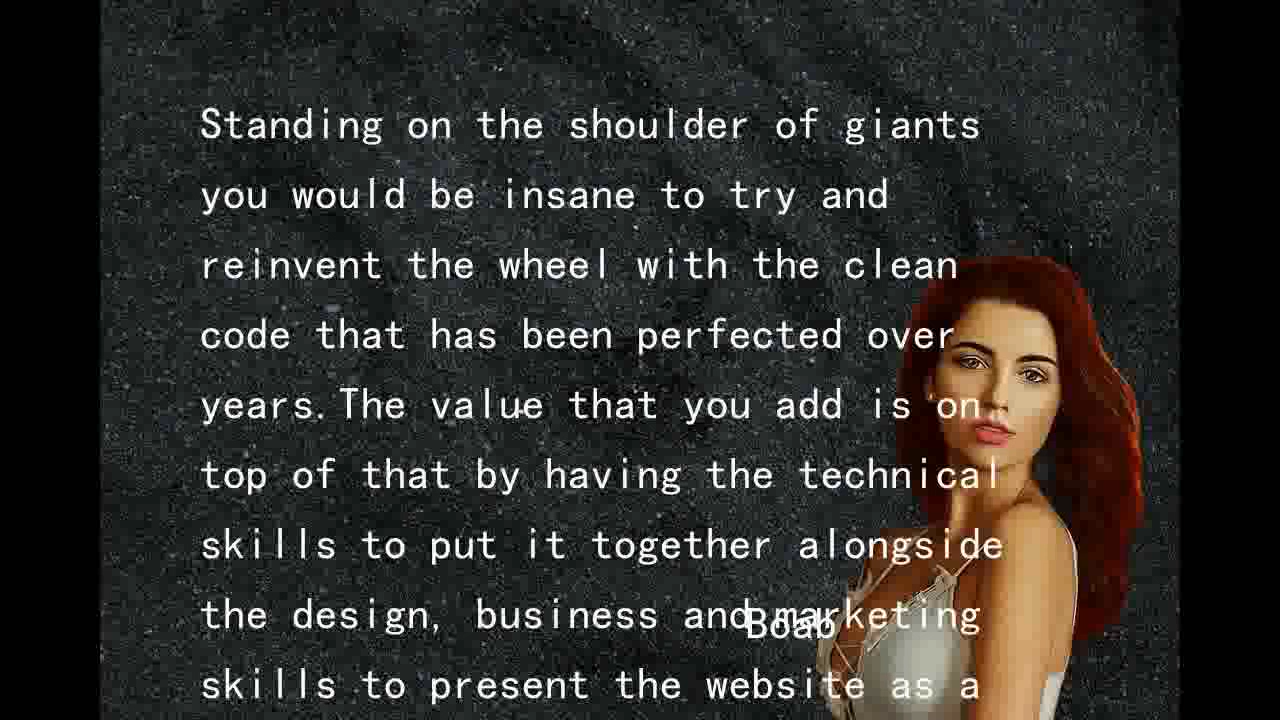 Standing on the shoulder of giants
you would be insane to try and
reinvent the wheel with the clean
code that has been perfected over
years. The value that you add is on
top of that by having the technical
skills to put it together alongside
the design, business and marketing
Boab
skills to present the website as a